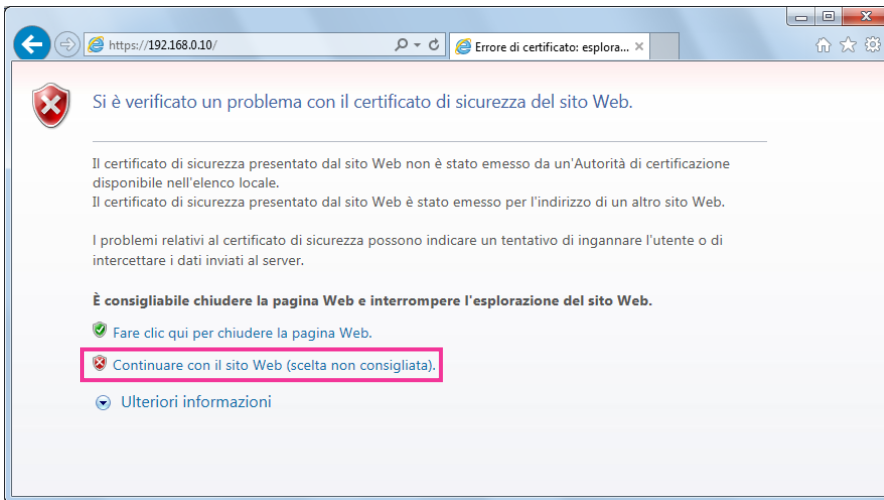 https://192.168.0.10/
Errore di certificato: esplora...
Si è verificato un problema con il certificato di sicurezza del sito Web.
Il certificato di sicurezza presentato dal sito Web non è stato emesso da un'Autorità di certificazione
disponibile nell'elenco locale.
Il certificato di sicurezza presentato dal sito Web è stato emesso per l'indirizzo di un altro sito Web.
I problemi relativi al certificato di sicurezza possono indicare un tentativo di ingannare l'utente o di
intercettare i dati inviati al server.
È consigliabile chiudere la pagina Web e interrompere l'esplorazione del sito Web.
Fare clic qui per chiudere la pagina Web.
Continuare con il sito Web (scelta non consigliata).
Ulteriori informazioni